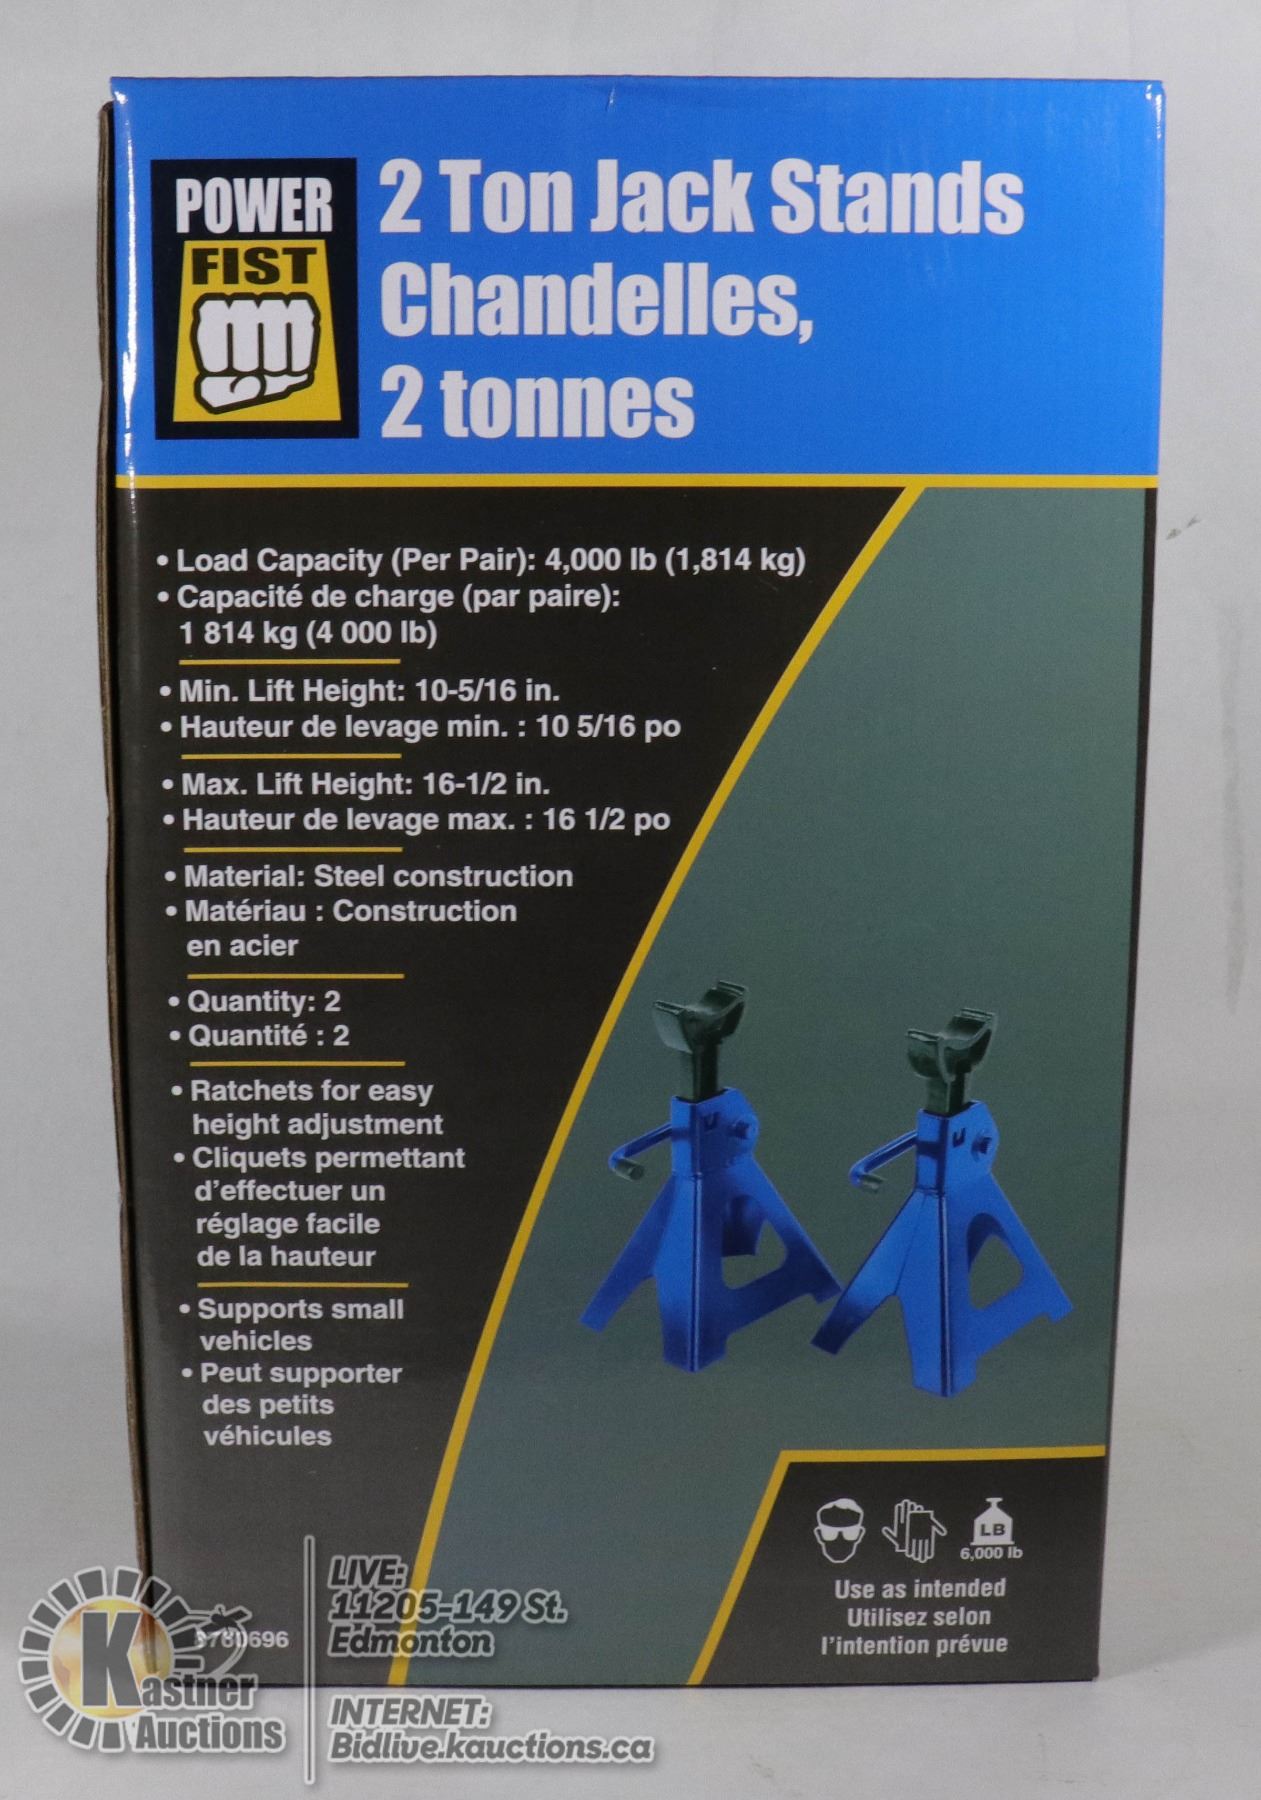 POWER
FIST
2 Ton Jack Stands
Chandelles,
2 tonnes
• Load Capacity (Per Pair): 4,000 lb (1,814 kg)
• Capacité de charge (par paire):
1 814 kg (4 000 lb)
• Min. Lift Height: 10-5/16 in.
• Hauteur de levage min. : 10 5/16 po
• Max. Lift Height: 16-1/2 in.
• Hauteur de levage max. : 16 1/2 po
• Material: Steel construction
• Matériau : Construction
en acier
• Quantity: 2
• Quantité : 2
• Ratchets for easy
height adjustment
• Cliquets permettant
d'effectuer un
réglage facile
de la hauteur
• Supports small
vehicles
• Peut supporter
des petits
véhicules
LB
6,000 lb
Use as intended
Utilisez selon
l'intention prévue
Kastner
Auctions
LIVE:
11205-149 St.
Edmonton
INTERNET:
Bidlive.kauctions.ca